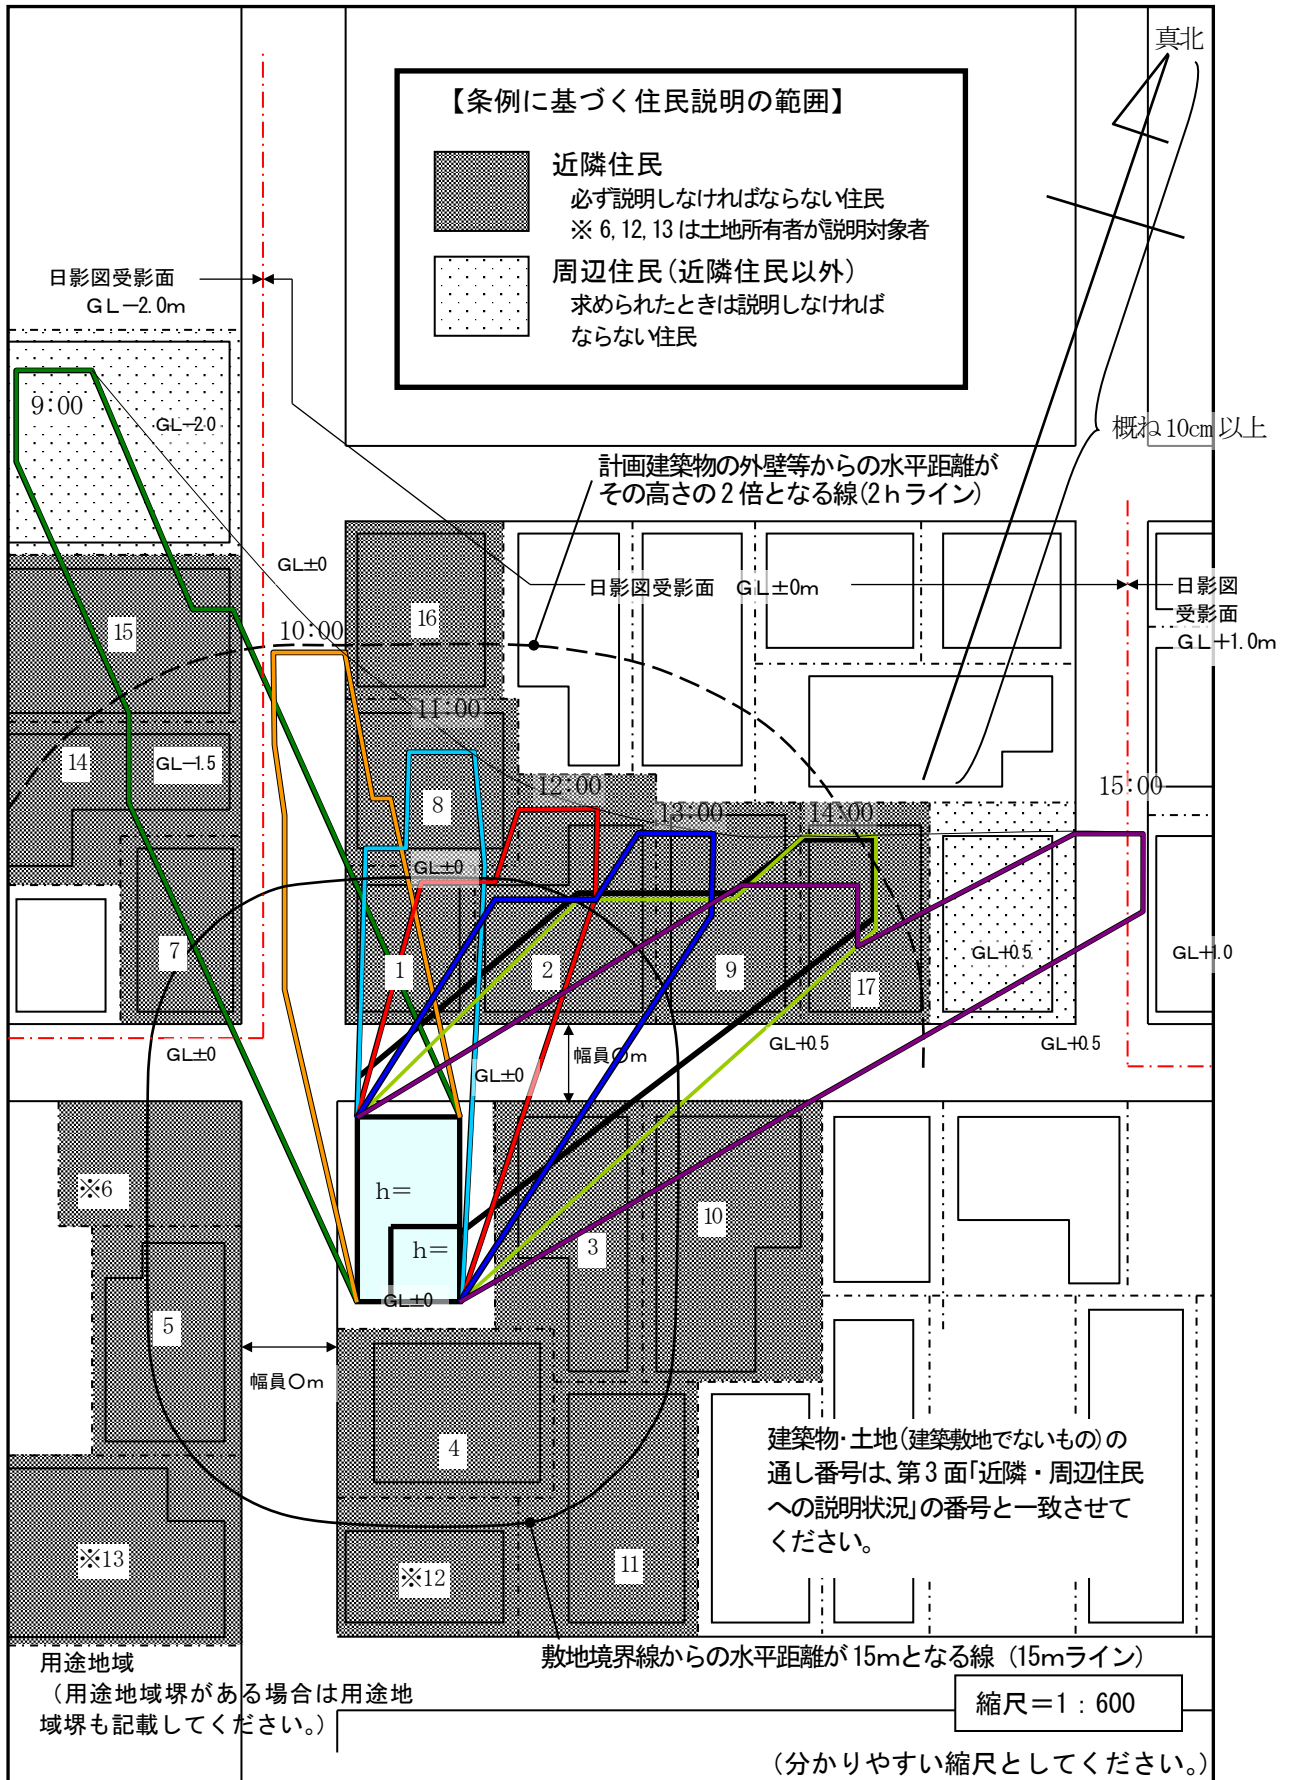 真北
【条例に基づく住民説明の範囲】
近隣住民
必ず説明しなければならない住民
※ 6, 12, 13 は土地所有者が説明対象者
周辺住民(近隣住民以外)
求められたときは説明しなければ
ならない住民
日影図受影面
GL－2.0m
9:00
GL－2.0
概ね 10cm 以上
計画建築物の外壁等からの水平距離が
その高さの 2 倍となる線(2ｈライン)
GL±0
日影図受影面 GL±0m
日影図
受影面
GL＋1.0m
10:00
16
15
11:00
14
GL－1.5
8
12:00
13:00
14:00
15:00
GL±0
7
1
2
9
17
GL+0.5
GL+1.0
GL±0
幅員〇m
GL±0
GL+0.5
GL+0.5
※6
h＝
10
3
h＝
GL±0
5
幅員〇m
4
建築物・土地(建築敷地でないもの)の
通し番号は、第 3 面｢近隣・周辺住民
への説明状況｣の番号と一致させて
ください。
※13
※12
11
敷地境界線からの水平距離が 15mとなる線 (15mライン)
用途地域
（用途地域堺がある場合は用途地
域堺も記載してください。）
縮尺＝1：600
（分かりやすい縮尺としてください。）